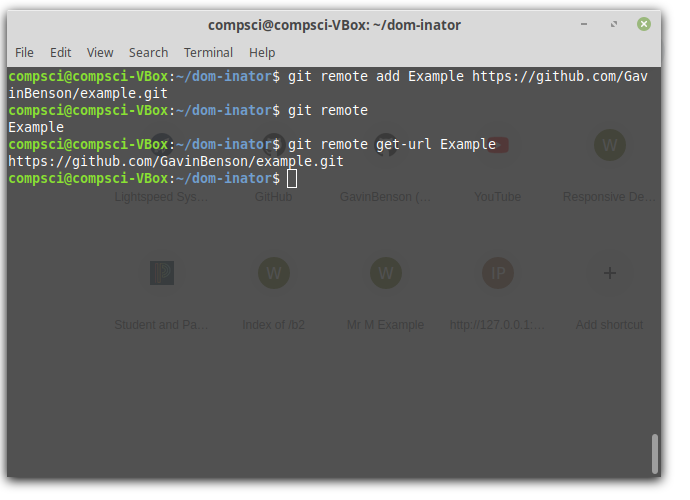 compsci@compsci-VBox: ~/dom-inator
File Edit View Search Terminal Help
compsci@compsci-VBox:~/dom-inator$ git remote add Example https://github.com/Gav
inBenson/example.git
compsci@compsci-VBox:~/dom-inator$ git remote
Example
compsci@compsci-VBox:~/dom-inator$ git remote get-url Example
https://github.com/GavinBenson/example.git
compsci@compsci-VBox:~/dom-inator$
W
Lightspeed Sys... GitHub GavinBenson (... YouTube Responsive De...
W W IP
Student and Pa... Index of /b2 Mr M Example http://127.0.0.1:... Add shortcut